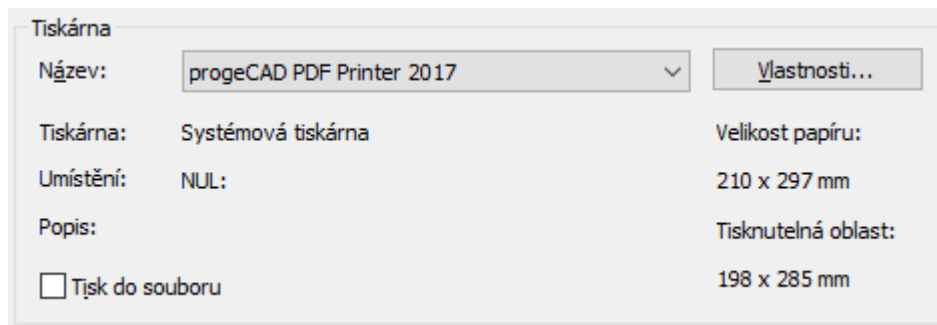 Tiskárna
Název: progeCAD PDF Printer 2017 Vlastnosti...
Tiskárna: Systémová tiskárna Velikost papíru:
Umístění: NUL: 210 x 297 mm
Popis: Tisknutelná oblast:
Tisk do souboru 198 x 285 mm